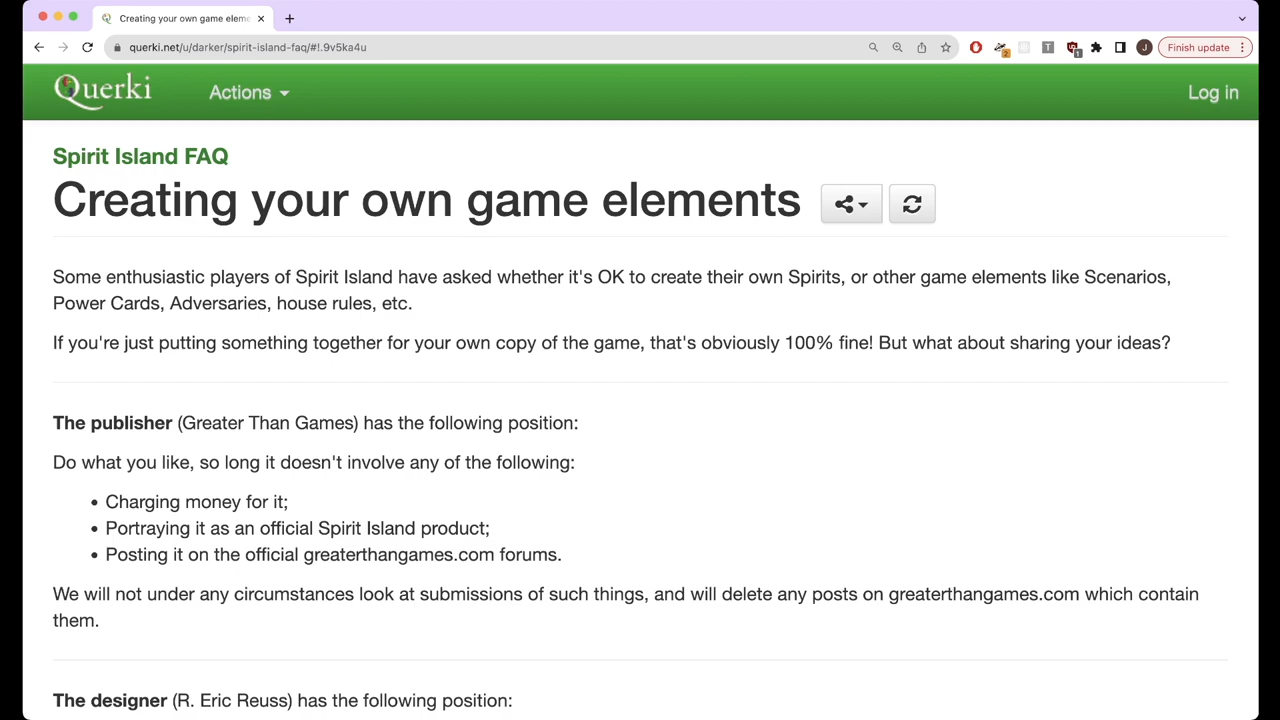 Creating your own game eleme
querki.net/u/darker/spirit-island-faq/#!.9v5ka4u
T
2
1
J
Finish update
Querki
Actions
Log in
Spirit Island FAQ
Creating your own game elements
Some enthusiastic players of Spirit Island have asked whether it's OK to create their own Spirits, or other game elements like Scenarios,
Power Cards, Adversaries, house rules, etc.
If you're just putting something together for your own copy of the game, that's obviously 100% fine! But what about sharing your ideas?
The publisher (Greater Than Games) has the following position:
Do what you like, so long it doesn't involve any of the following:
• Charging money for it;
• Portraying it as an official Spirit Island product;
• Posting it on the official greaterthangames.com forums.
We will not under any circumstances look at submissions of such things, and will delete any posts on greaterthangames.com which contain
them.
The designer (R. Eric Reuss) has the following position: